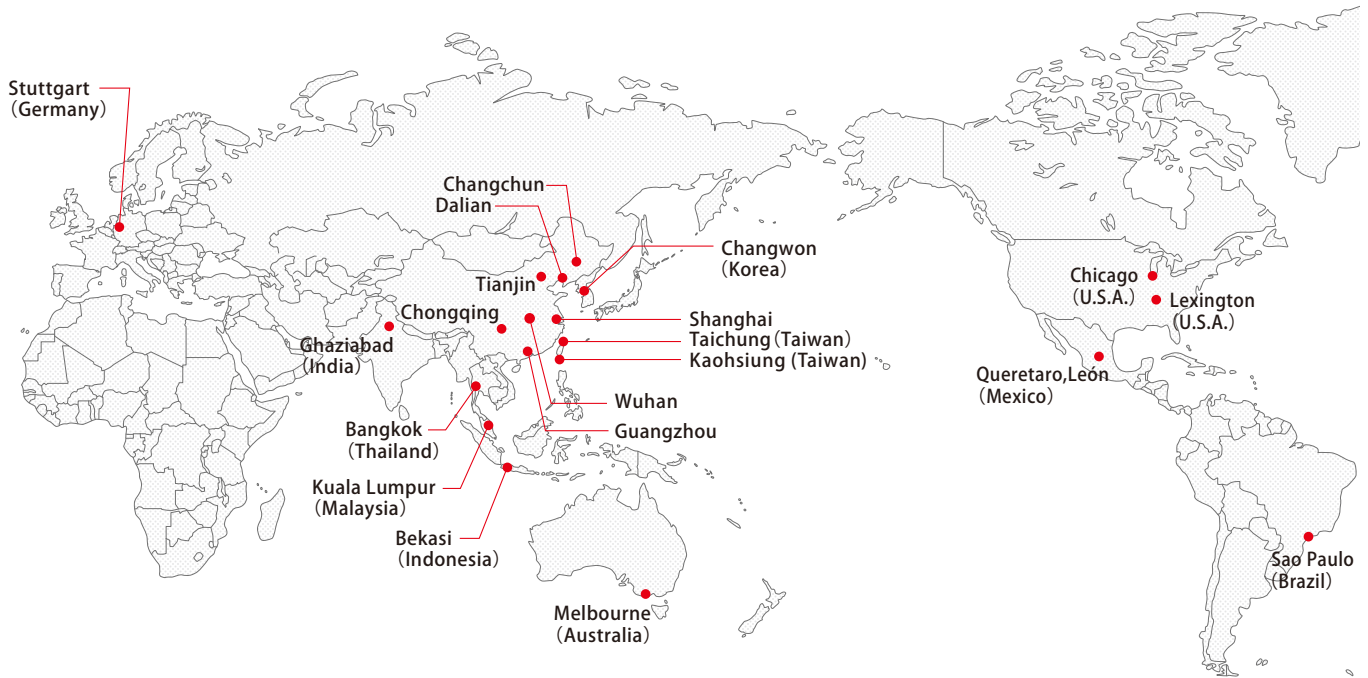 Stuttgart
（Germany）
Changchun
Dalian
Changwon
（Korea）
Tianjin
Chongqing
Ghaziabad
（India）
Shanghai
Taichung（Taiwan）
Kaohsiung (Taiwan）
Wuhan
Guangzhou
Bangkok
（Thailand）
Kuala Lumpur
（Malaysia）
Bekasi
（Indonesia）
Melbourne
（Australia）
Chicago
（U.S.A.）
Lexington
（U.S.A.）
Queretaro,León
（Mexico）
Sao Paulo
（Brazil）